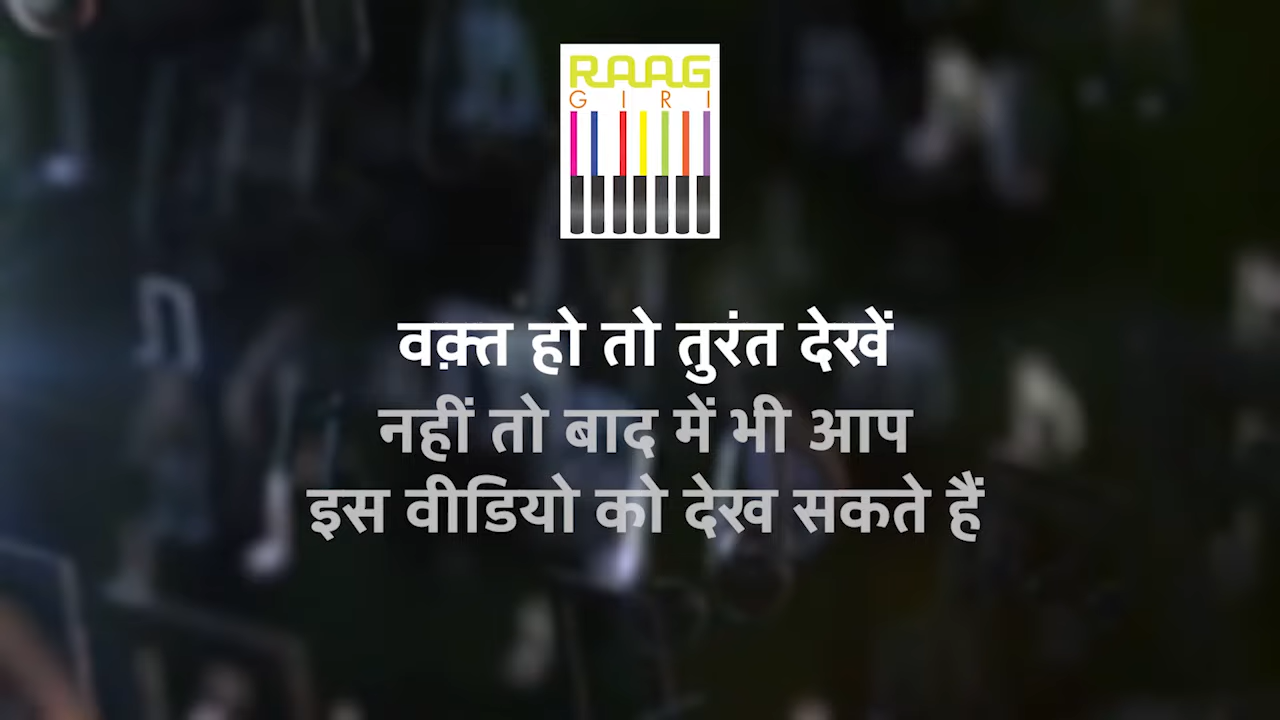 RAAG
GIRI
वक़्त हो तो तुरंत देखें
नहीं तो बाद में भी आप
इस वीडियो को देख सकते हैं